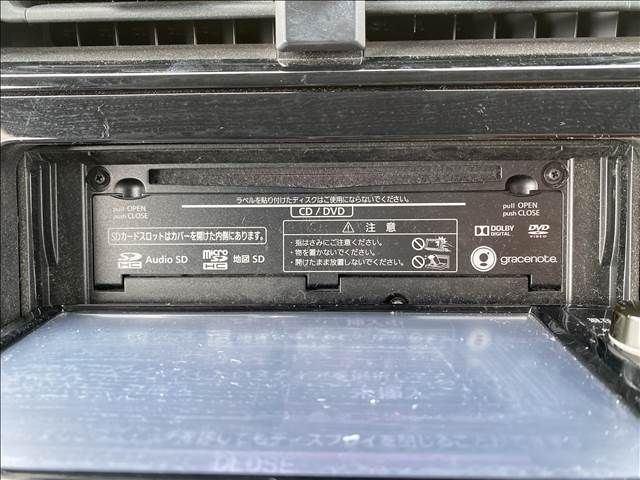 ラベルを貼り付けたディスクはご使用にならないでください。
CD / DVD
pull OPEN
push CLOSE
pull OPEN
push CLOSE
SDカードスロットはカバーを開けた内側にあります。
注 意
・指はさみにご注意ください。
・物を置かないでください。
・開けたまま放置しないでください。
SD HC Audio SD
micro SD HC 地図 SD
DOLBY DIGITAL
DVD VIDEO
gracenote.
CLOSE